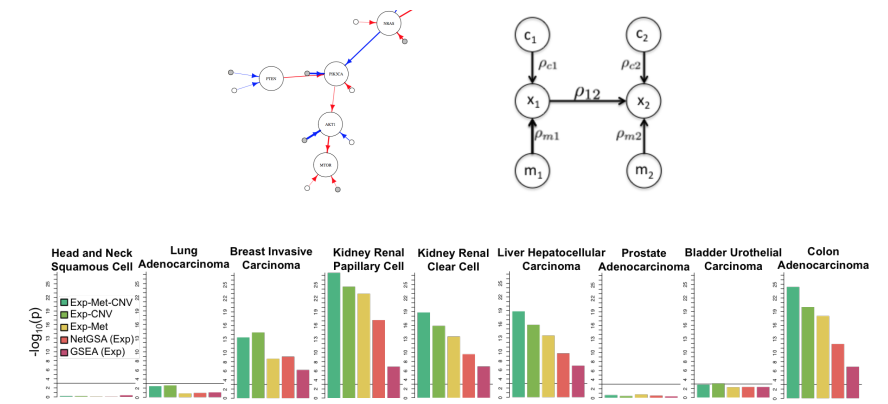 NRAS
PTEN
PIK3CA
AKT1
MTOR
c1 c2
ρc1 ρc2
x1 ρ12 x2
ρm1 ρm2
m1 m2
Head and Neck
Squamous Cell
Lung
Adenocarcinoma
Breast Invasive
Carcinoma
Kidney Renal
Papillary Cell
Kidney Renal
Clear Cell
Liver Hepatocellular
Carcinoma
Prostate
Adenocarcinoma
Bladder Urothelial
Carcinoma
Colon
Adenocarcinoma
-log10(p)
Exp-Met-CNV
Exp-CNV
Exp-Met
NetGSA (Exp)
GSEA (Exp)